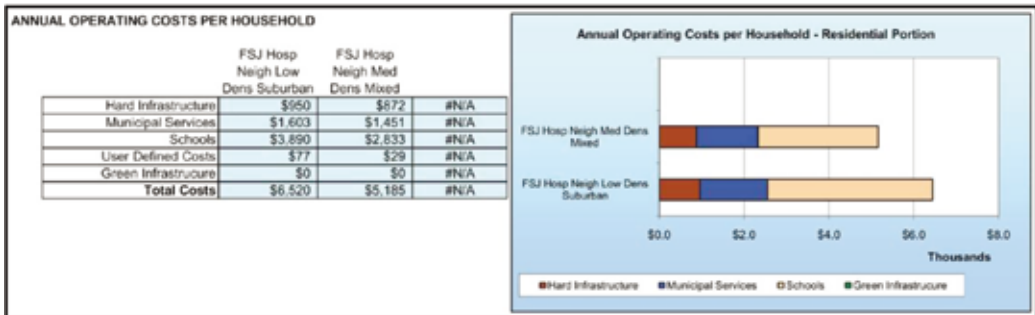 ANNUAL OPERATING COSTS PER HOUSEHOLD
FSJ Hosp FSJ Hosp
Neigh Low Neigh Med
Dens Suburban Dens Mixed
Hard Infrastructure $950 $872 #N/A
Municipal Services $1,603 $1,451 #N/A
Schools $3,890 $2,833 #N/A
User Defined Costs $77 $29 #N/A
Green Infrastrucure $0 $0 #N/A
Total Costs $6,520 $5,185 #N/A
Annual Operating Costs per Household - Residential Portion
FSJ Hosp Neigh Med Dens
Mixed
FSJ Hosp Neigh Low Dens
Suburban
$0.0 $2.0 $4.0 $6.0 $8.0
Thousands
Hard Infrastructure Municipal Services Schools Green Infrastrucure